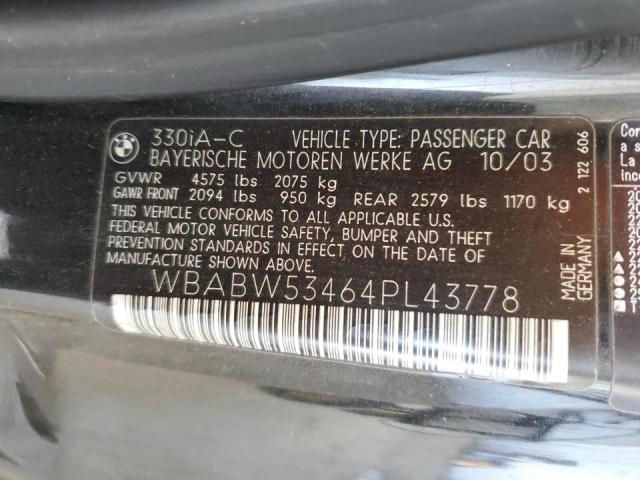 BMW
330iA-C VEHICLE TYPE: PASSENGER CAR
BAYERISCHE MOTOREN WERKE AG 10/03
GVWR 4575 lbs 2075 kg
GAWR FRONT 2094 lbs 950 kg REAR 2579 lbs 1170 kg
THIS VEHICLE CONFORMS TO ALL APPLICABLE U.S.
FEDERAL MOTOR VEHICLE SAFETY, BUMPER AND THEFT
PREVENTION STANDARDS IN EFFECT ON THE DATE OF
MANUFACTURE SHOWN ABOVE.
WBABW53464PL43778
MADE IN
GERMANY
2 122 606
a s
La